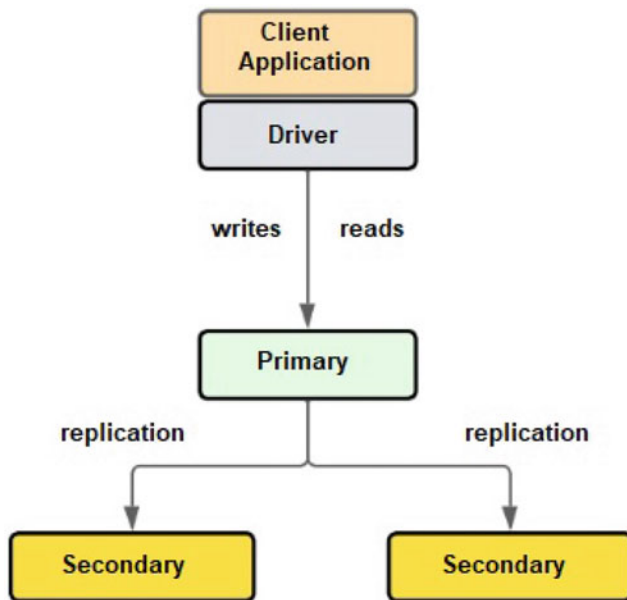 Client
Application
Driver
writes reads
Primary
replication replication
Secondary Secondary